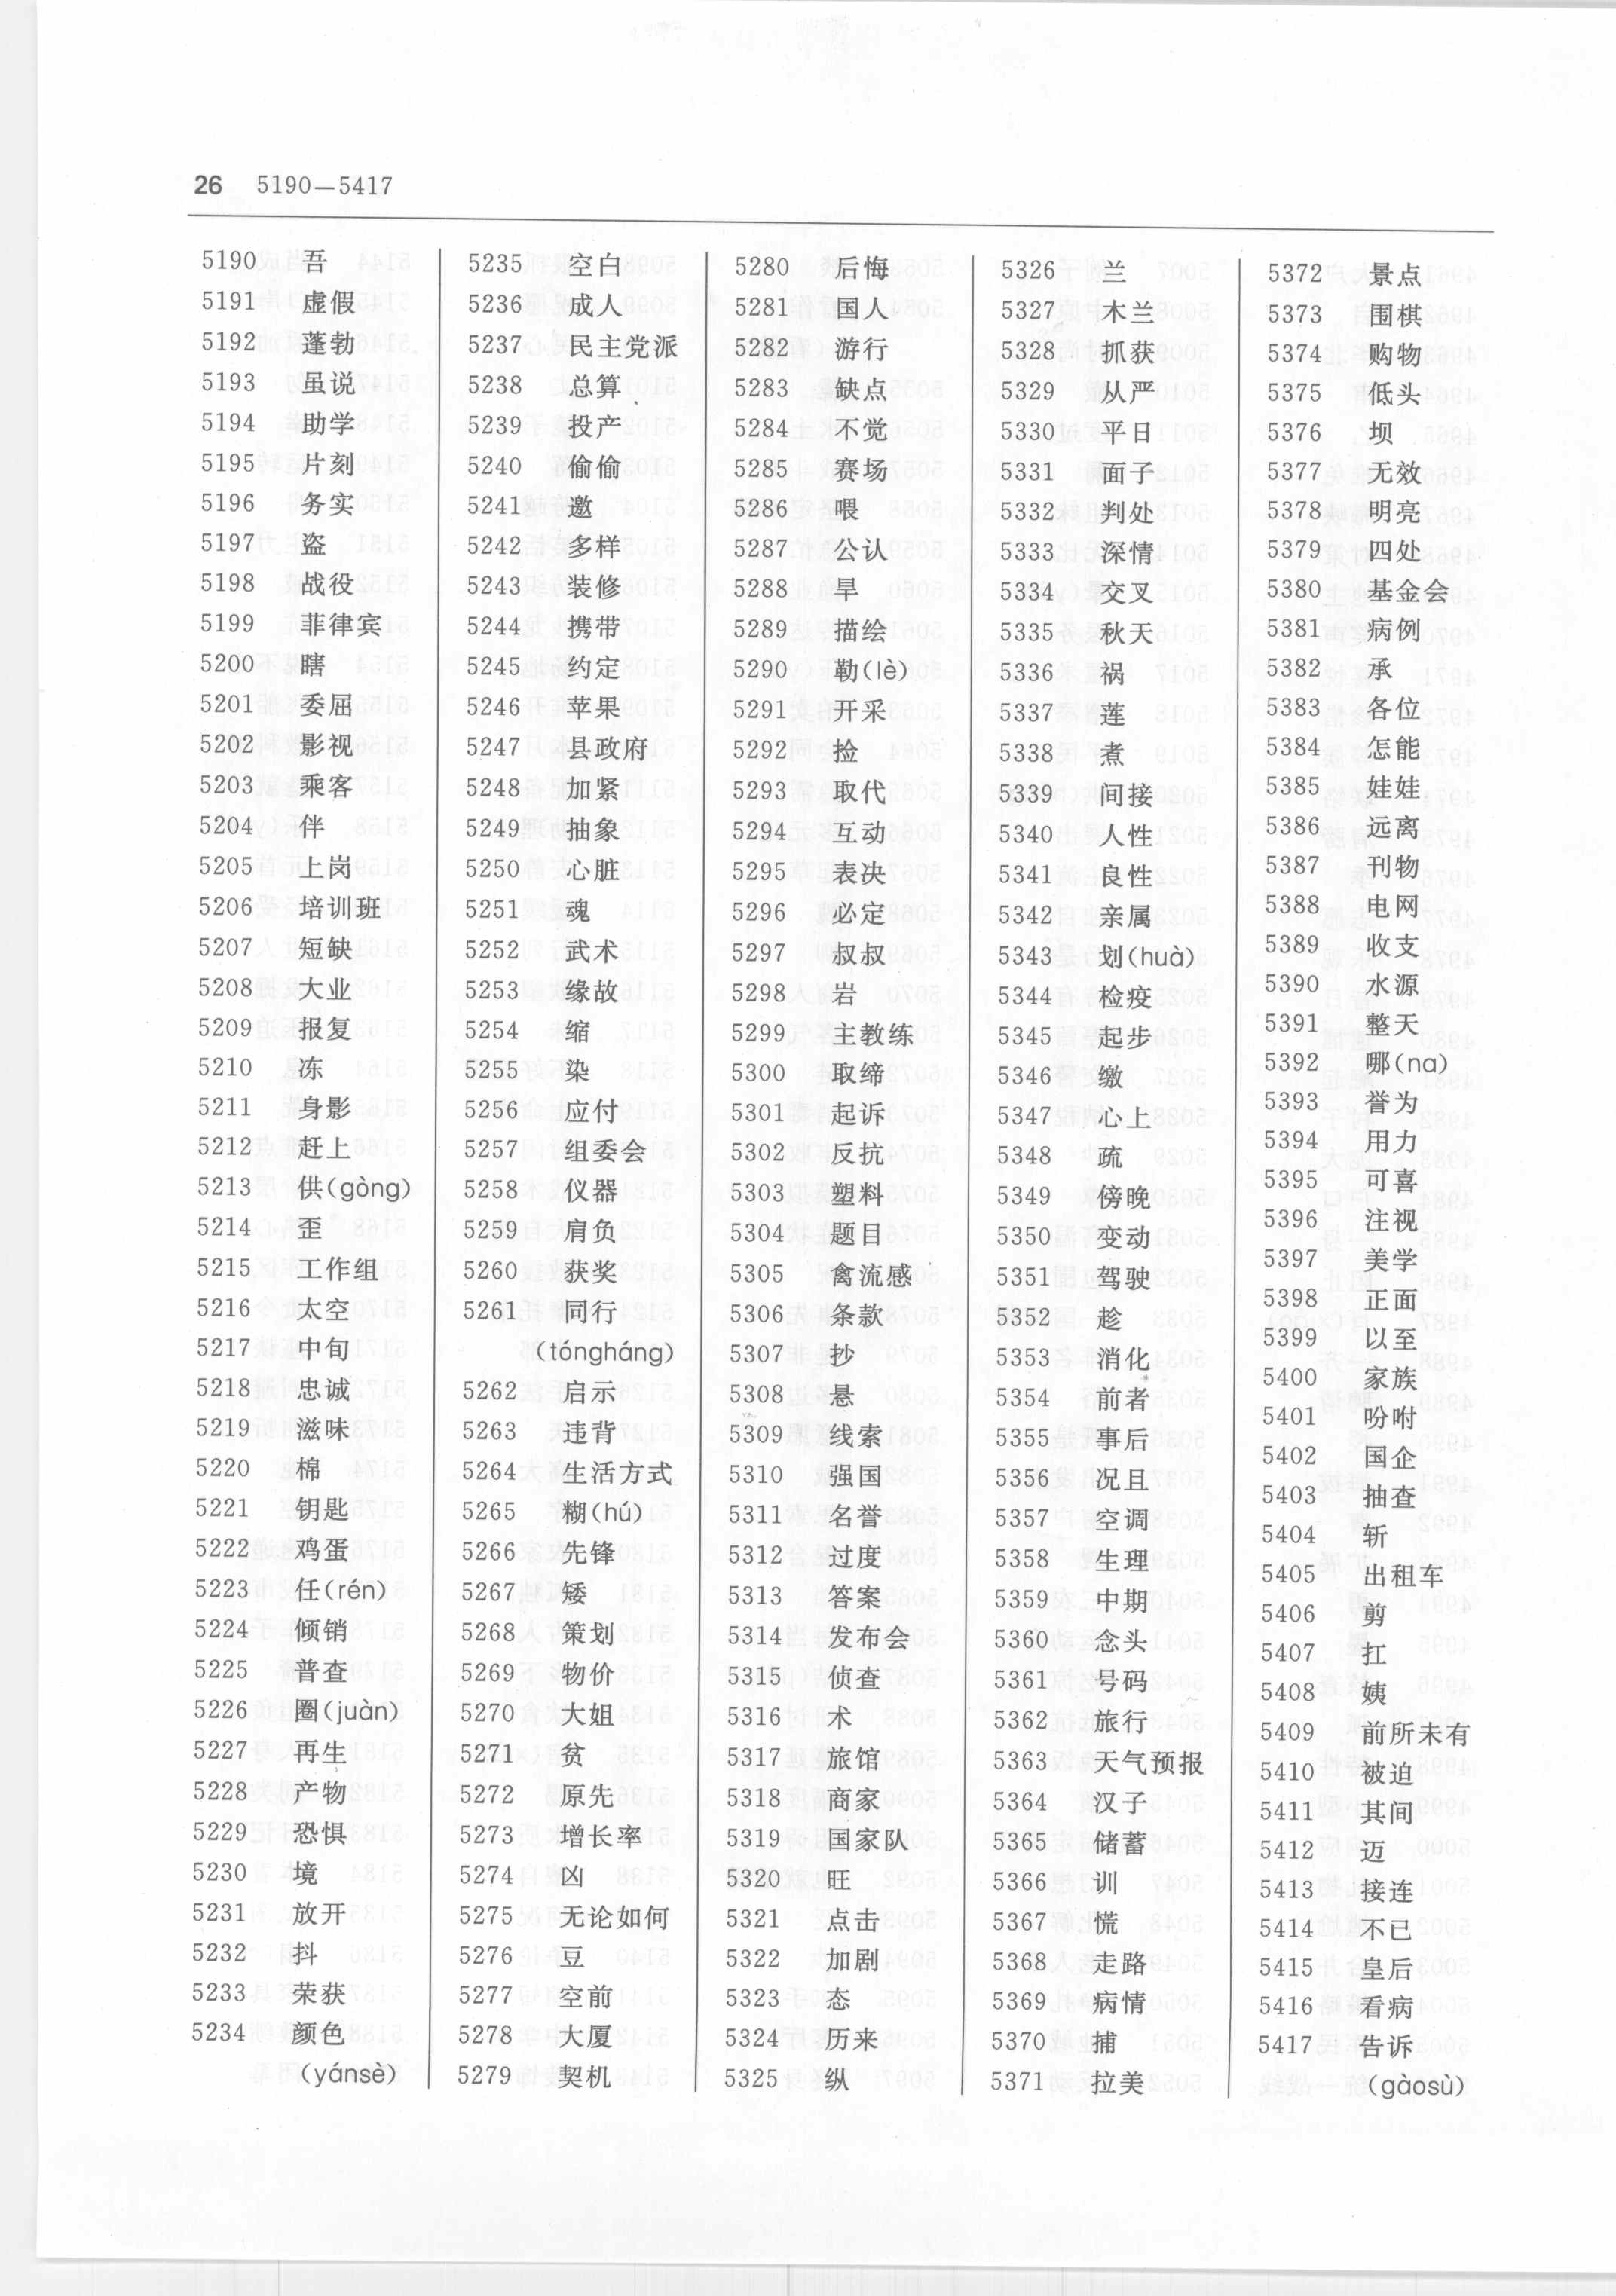 26 5190—5417
5190 吾
5191 虚假
5192 蓬勃
5193 虽说
5194 助学
5195 片刻
5196 务实
5197 盗
5198 战役
5199 菲律宾
5200 瞎
5201 委屈
5202 影视
5203 乘客
5204 伴
5205 上岗
5206 培训班
5207 短缺
5208 大业
5209 报复
5210 冻
5211 身影
5212 赶上
5213 供(gòng)
5214 歪
5215 工作组
5216 太空
5217 中旬
5218 忠诚
5219 滋味
5220 棉
5221 钥匙
5222 鸡蛋
5223 任(rén)
5224 倾销
5225 普查
5226 圈(juàn)
5227 再生
5228 产物
5229 恐惧
5230 境
5231 放开
5232 抖
5233 荣获
5234 颜色
(yánsè)
5235 空白
5236 成人
5237 民主党派
5238 总算
5239 投产
5240 偷偷
5241 邀
5242 多样
5243 装修
5244 携带
5245 约定
5246 苹果
5247 县政府
5248 加紧
5249 抽象
5250 心脏
5251 魂
5252 武术
5253 缘故
5254 缩
5255 染
5256 应付
5257 组委会
5258 仪器
5259 肩负
5260 获奖
5261 同行
(tóngháng)
5262 启示
5263 违背
5264 生活方式
5265 糊(hú)
5266 先锋
5267 矮
5268 策划
5269 物价
5270 大姐
5271 贫
5272 原先
5273 增长率
5274 凶
5275 无论如何
5276 豆
5277 空前
5278 大厦
5279 契机
5280 后悔
5281 国人
5282 游行
5283 缺点
5284 不觉
5285 赛场
5286 喂
5287 公认
5288 旱
5289 描绘
5290 勒(lè)
5291 开采
5292 捡
5293 取代
5294 互动
5295 表决
5296 必定
5297 叔叔
5298 岩
5299 主教练
5300 取缔
5301 起诉
5302 反抗
5303 塑料
5304 题目
5305 禽流感
5306 条款
5307 抄
5308 悬
5309 线索
5310 强国
5311 名誉
5312 过度
5313 答案
5314 发布会
5315 侦查
5316 术
5317 旅馆
5318 商家
5319 国家队
5320 旺
5321 点击
5322 加剧
5323 态
5324 历来
5325 纵
5326 兰
5327 木兰
5328 抓获
5329 从严
5330 平日
5331 面子
5332 判处
5333 深情
5334 交叉
5335 秋天
5336 祸
5337 莲
5338 煮
5339 间接
5340 人性
5341 良性
5342 亲属
5343 划(huà)
5344 检疫
5345 起步
5346 缴
5347 心上
5348 疏
5349 傍晚
5350 变动
5351 驾驶
5352 趁
5353 消化
5354 前者
5355 事后
5356 况且
5357 空调
5358 生理
5359 中期
5360 念头
5361 号码
5362 旅行
5363 天气预报
5364 汉子
5365 储蓄
5366 训
5367 慌
5368 走路
5369 病情
5370 捕
5371 拉美
5372 景点
5373 围棋
5374 购物
5375 低头
5376 坝
5377 无效
5378 明亮
5379 四处
5380 基金会
5381 病例
5382 承
5383 各位
5384 怎能
5385 娃娃
5386 远离
5387 刊物
5388 电网
5389 收支
5390 水源
5391 整天
5392 哪(na)
5393 誉为
5394 用力
5395 可喜
5396 注视
5397 美学
5398 正面
5399 以至
5400 家族
5401 吩咐
5402 国企
5403 抽查
5404 斩
5405 出租车
5406 剪
5407 扛
5408 姨
5409 前所未有
5410 被迫
5411 其间
5412 迈
5413 接连
5414 不已
5415 皇后
5416 看病
5417 告诉
(gàosù)